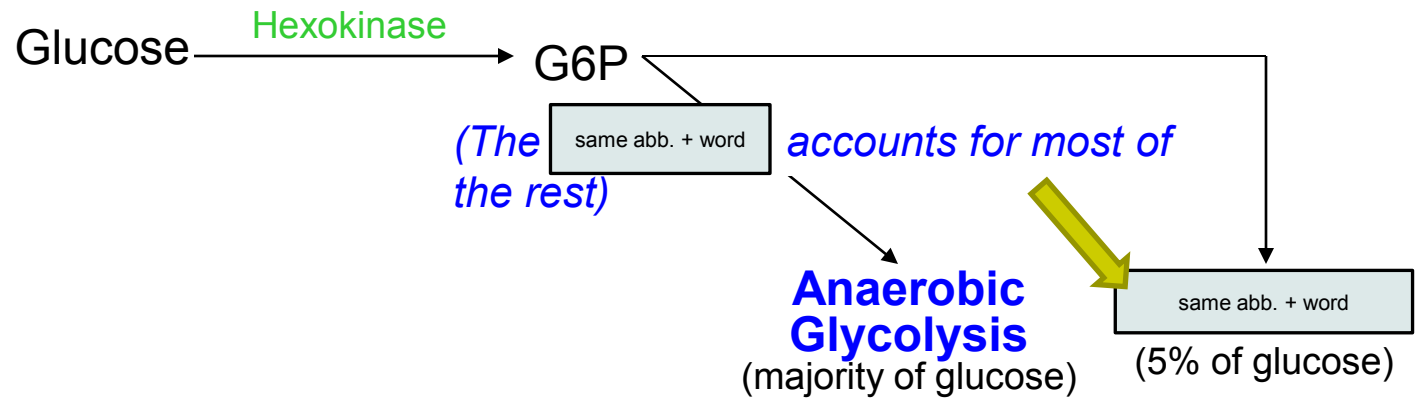 Hexokinase
Glucose
G6P
(The same abb. + word accounts for most of
the rest)
Anaerobic
Glycolysis
(majority of glucose)
same abb. + word
(5% of glucose)